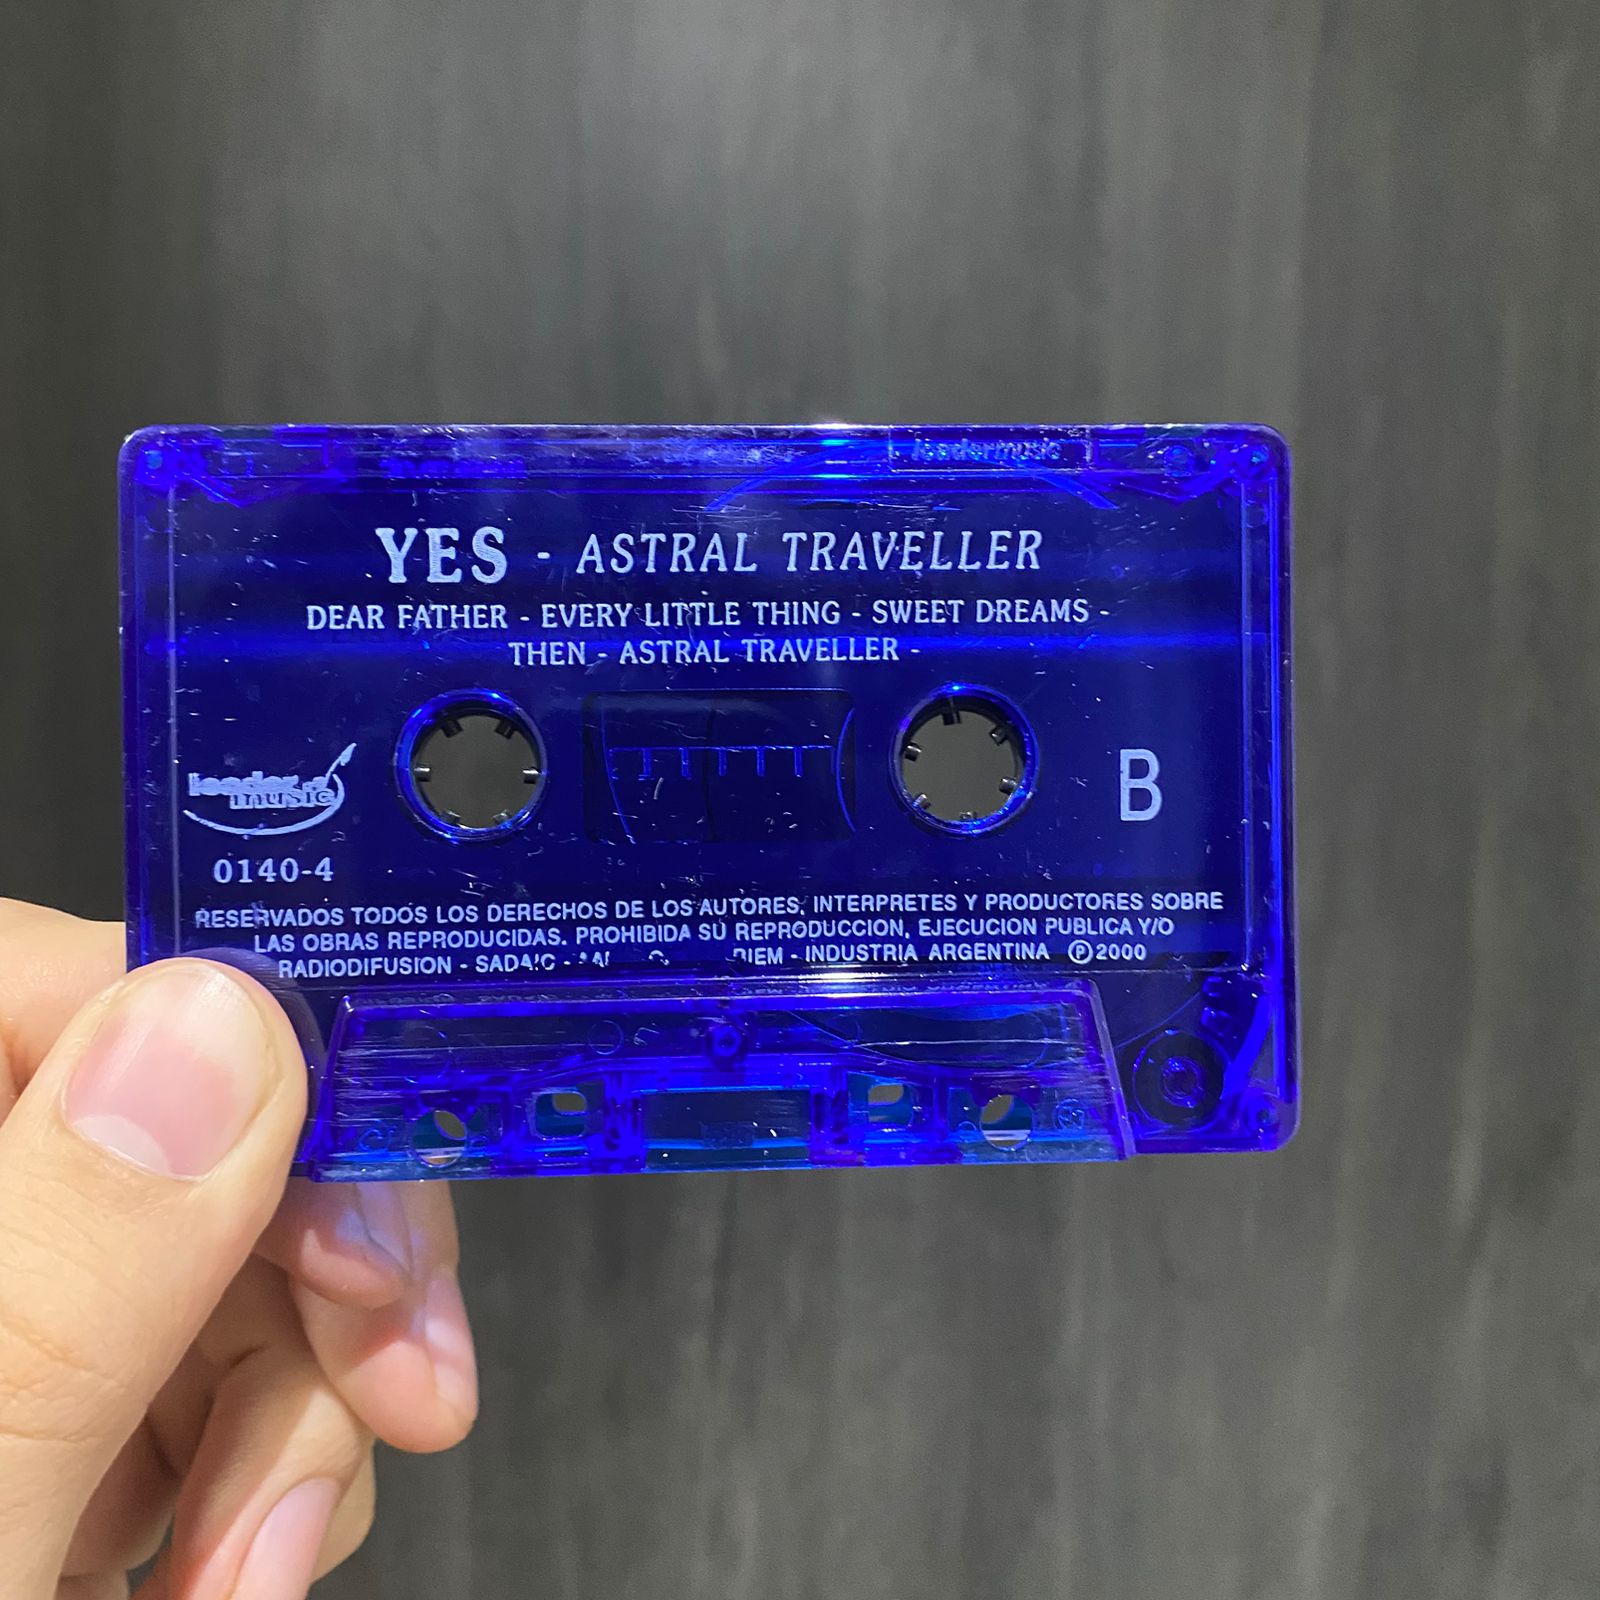 leadermusic
YES - ASTRAL TRAVELLER
DEAR FATHER - EVERY LITTLE THING - SWEET DREAMS -
THEN - ASTRAL TRAVELLER -
leader music
B
0140-4
RESERVADOS TODOS LOS DERECHOS DE LOS AUTORES, INTERPRETES Y PRODUCTORES SOBRE
LAS OBRAS REPRODUCIDAS. PROHIBIDA SU REPRODUCCION, EJECUCION PUBLICA Y/O
RADIODIFUSION - SADAIC - - INDUSTRIA ARGENTINA Ⓟ2000